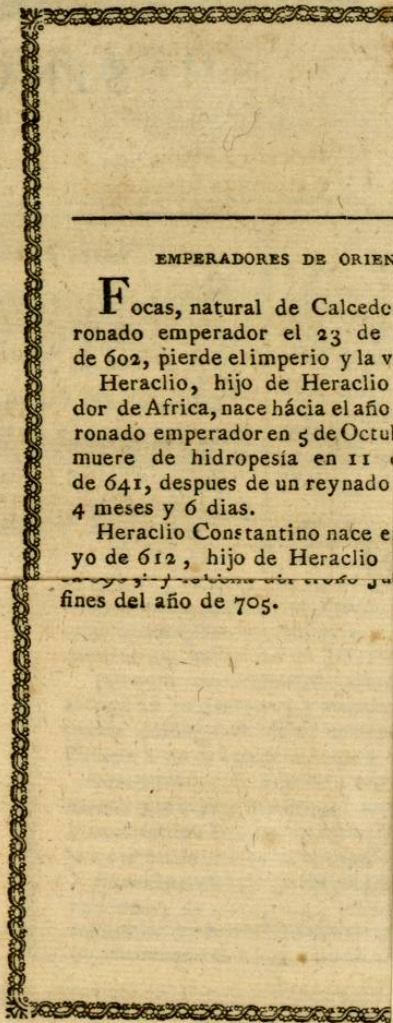 EMPERADORES DE ORIEN
Focas, natural de Calcedo
ronado emperador el 23 de
de 602, pierde el imperio y la v
Heraclio, hijo de Heraclio
dor de Africa, nace hácia el año
ronado emperador en 5 de Octub
muere de hidropesía en 11
de 641, despues de un reynado
4 meses y 6 dias.
Heraclio Constantino nace e
yo de 612, hijo de Heraclio
fines del año de 705.